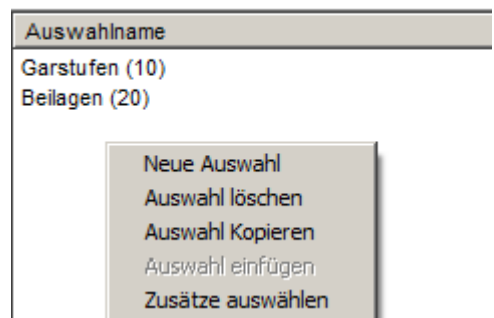 Auswahlname
Garstufen (10)
Beilagen (20)
Neue Auswahl
Auswahl löschen
Auswahl Kopieren
Auswahl einfügen
Zusätze auswählen